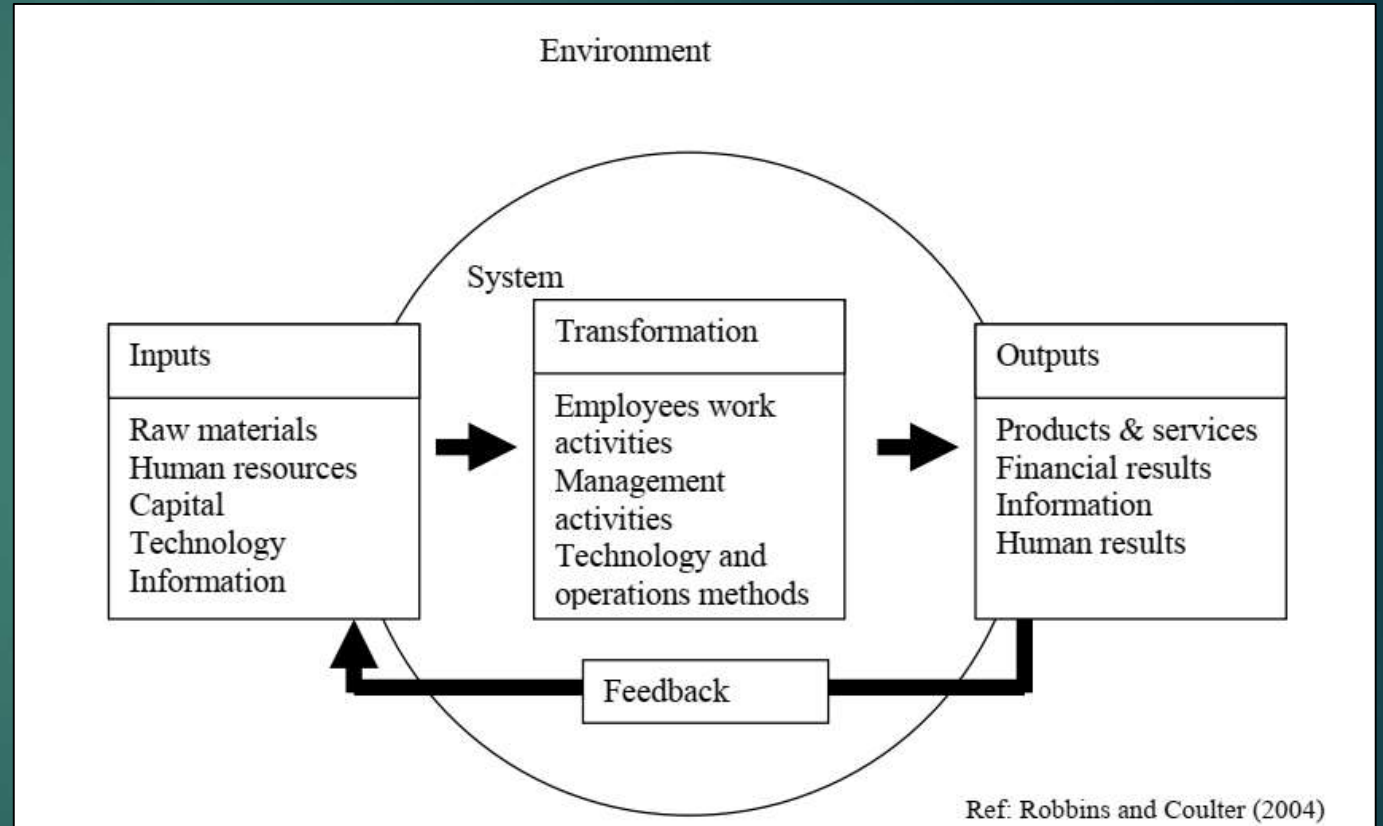 Environment
System
Inputs
Raw materials
Human resources
Capital
Technology
Information
Transformation
Employees work
activities
Management
activities
Technology and
operations methods
Outputs
Products & services
Financial results
Information
Human results
Feedback
Ref: Robbins and Coulter (2004)